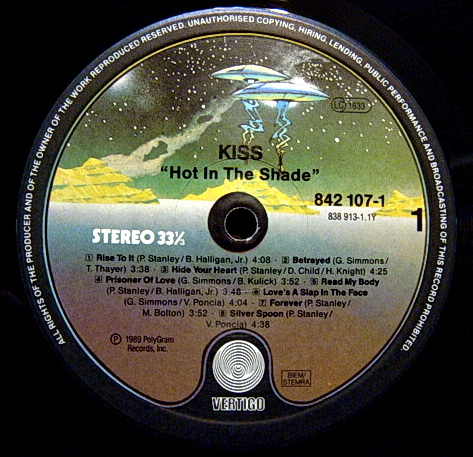 ALL RIGHTS OF THE PRODUCER AND OF THE OWNER OF THE WORK REPRODUCED RESERVED. UNAUTHORISED COPYING, HIRING, LENDING, PUBLIC PERFORMANCE AND BROADCASTING OF THIS RECORD PROHIBITED.
LC 1633
KISS
"Hot In The Shade"
842 107-1
838 913-1.1Y
1
STEREO 33⅓
1 Rise To It (P. Stanley / B. Halligan, Jr.) 4:08 · 2 Betrayed (G. Simmons /
T. Thayer) 3:38 · 3 Hide Your Heart (P. Stanley / D. Child / H. Knight) 4:25
4 Prisoner Of Love (G. Simmons / B. Kulick) 3:52 · 5 Read My Body
(P. Stanley / B. Halligan, Jr.) 3:48 · 6 Love's A Slap In The Face
(G. Simmons / V. Poncia) 4:04 · 7 Forever (P. Stanley /
M. Bolton) 3:52 · 8 Silver Spoon (P. Stanley /
V. Poncia) 4:38
Ⓟ 1989 PolyGram
Records, Inc.
BIEM/
STEMRA
VERTIGO